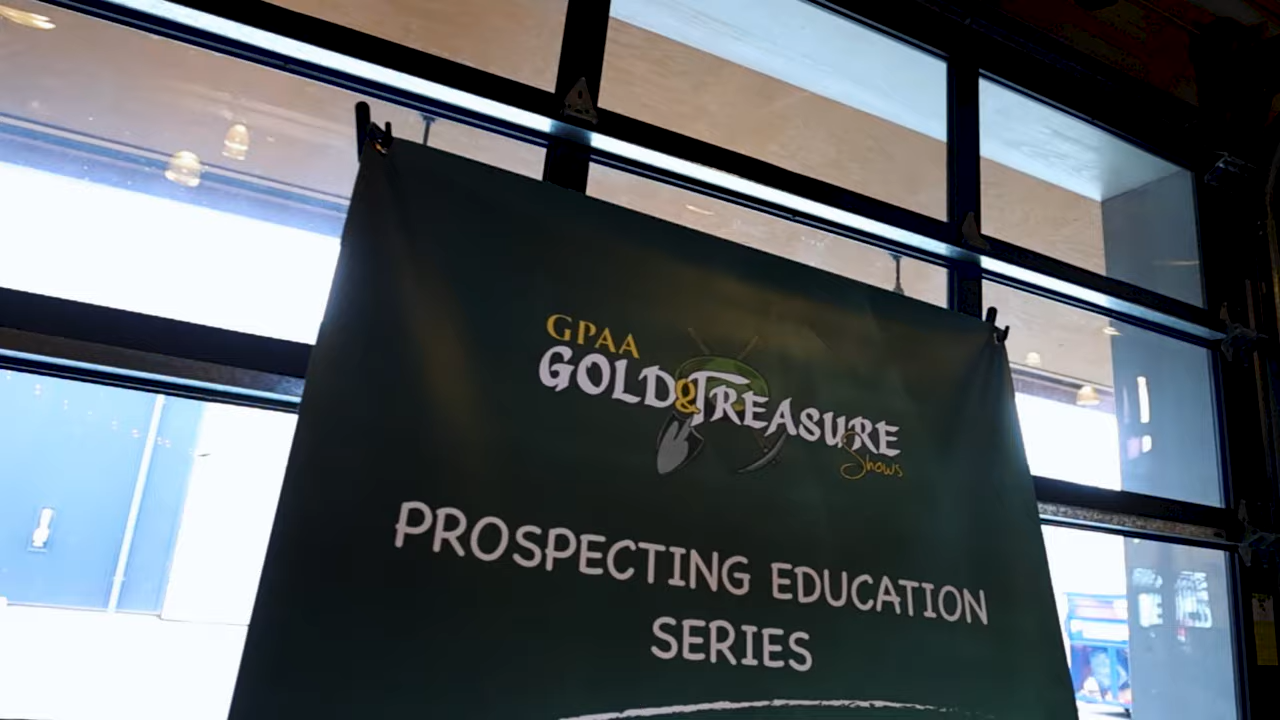 GPAA
GOLD & TREASURE
Shows
PROSPECTING EDUCATION
SERIES